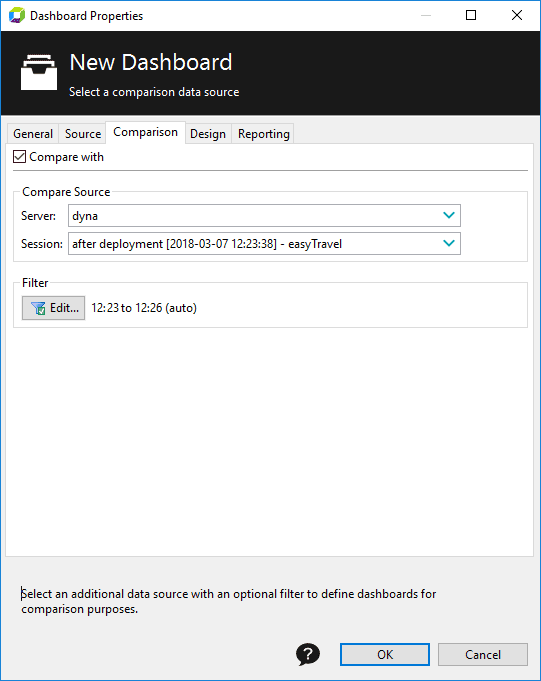 Dashboard Properties
New Dashboard
Select a comparison data source
General Source Comparison Design Reporting
Compare with
Compare Source
Server: dyna
Session: after deployment [2018-03-07 12:23:38] - easyTravel
Filter
Edit... 12:23 to 12:26 (auto)
Select an additional data source with an optional filter to define dashboards for
comparison purposes.
? OK Cancel